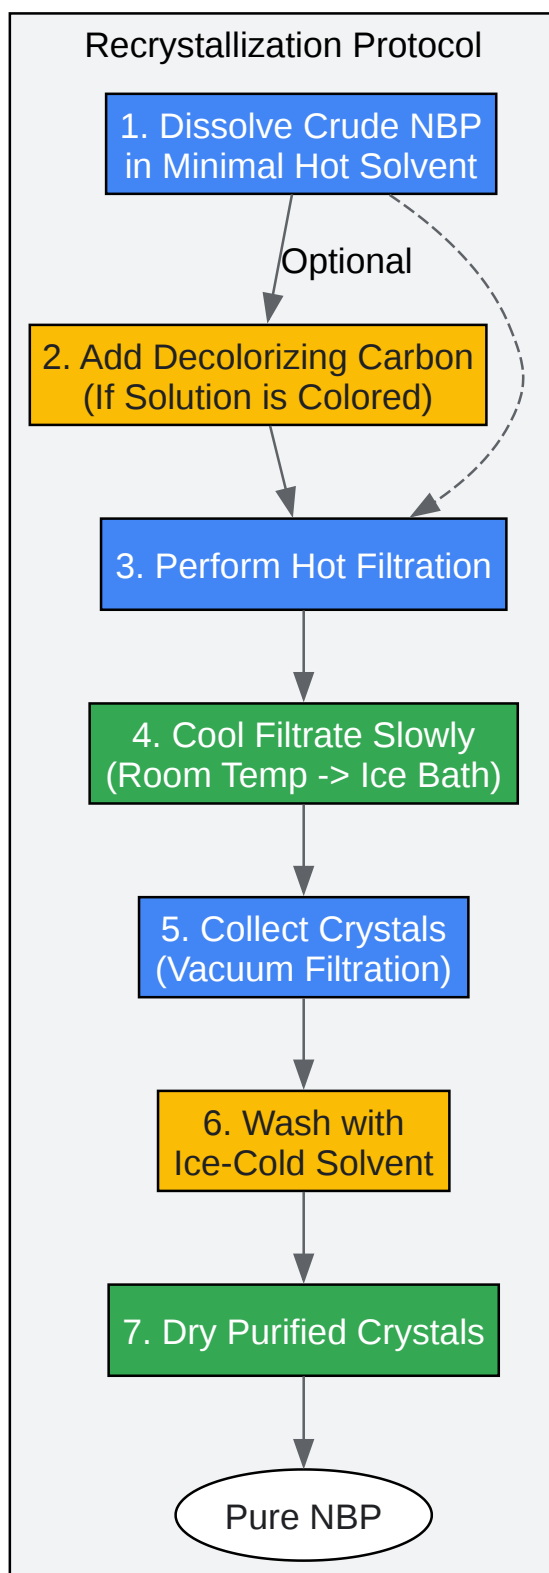 Recrystallization Protocol
1. Dissolve Crude NBP
in Minimal Hot Solvent
Optional
2. Add Decolorizing Carbon
(If Solution is Colored)
3. Perform Hot Filtration
4. Cool Filtrate Slowly
(Room Temp -> Ice Bath)
5. Collect Crystals
(Vacuum Filtration)
6. Wash with
Ice-Cold Solvent
7. Dry Purified Crystals
Pure NBP